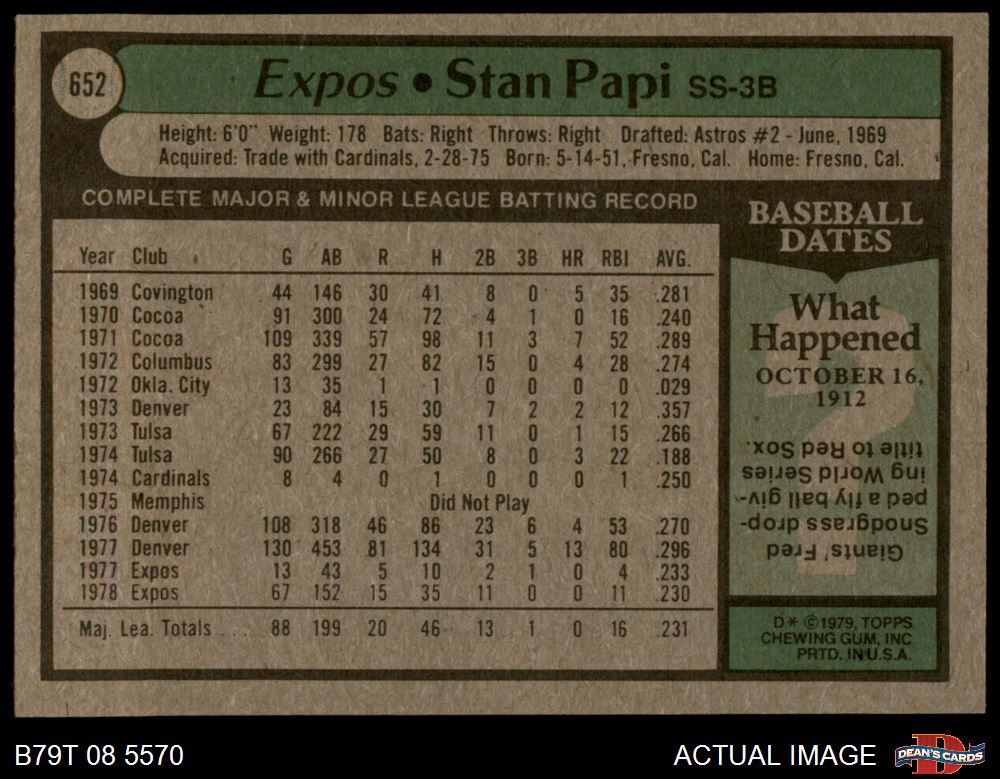 652
Expos • Stan Papi SS-3B
Height: 6'0" Weight: 178 Bats: Right Throws: Right Drafted: Astros #2 - June, 1969
Acquired: Trade with Cardinals, 2-28-75 Born: 5-14-51, Fresno, Cal. Home: Fresno, Cal.
COMPLETE MAJOR & MINOR LEAGUE BATTING RECORD
Year Club G AB R H 2B 3B HR RBI AVG.
1969 Covington 44 146 30 41 8 0 5 35 .281
1970 Cocoa 91 300 24 72 4 1 0 16 .240
1971 Cocoa 109 339 57 98 11 3 7 52 .289
1972 Columbus 83 299 27 82 15 0 4 28 .274
1972 Okla. City 13 35 1 1 0 0 0 0 .029
1973 Denver 23 84 15 30 7 2 2 12 .357
1973 Tulsa 67 222 29 59 11 0 1 15 .266
1974 Tulsa 90 266 27 50 8 0 3 22 .188
1974 Cardinals 8 4 0 1 0 0 0 1 .250
1975 Memphis Did Not Play
1976 Denver 108 318 46 86 23 6 4 53 .270
1977 Denver 130 453 81 134 31 5 13 80 .296
1977 Expos 13 43 5 10 2 1 0 4 .233
1978 Expos 67 152 15 35 11 0 0 11 .230
Maj. Lea. Totals . . . 88 199 20 46 13 1 0 16 .231
BASEBALL
DATES
What
Happened
OCTOBER 16,
1912
Giants' Fred
Snodgrass drop-
ped a fly ball giv-
ing World Series
title to Red Sox.
D* ©1979, TOPPS
CHEWING GUM, INC
PRTD. IN U.S.A.
B79T 08 5570
ACTUAL IMAGE
DEAN'S CARDS